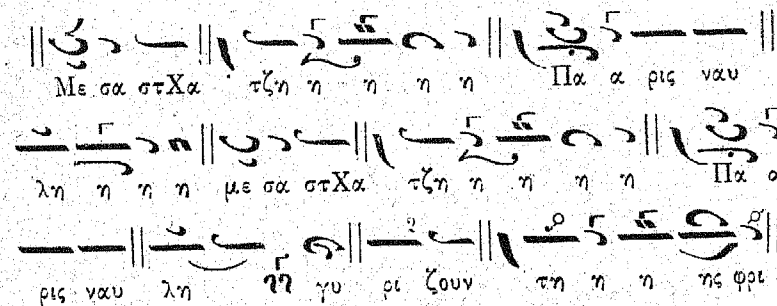 Με σα στΧα τζη η η η η Πα α ρις ναυ
λη η η η με σα στΧα τζη η η η η Πα α
ρις ναυ λη γυ ρι ζουν τη η η ης φρι